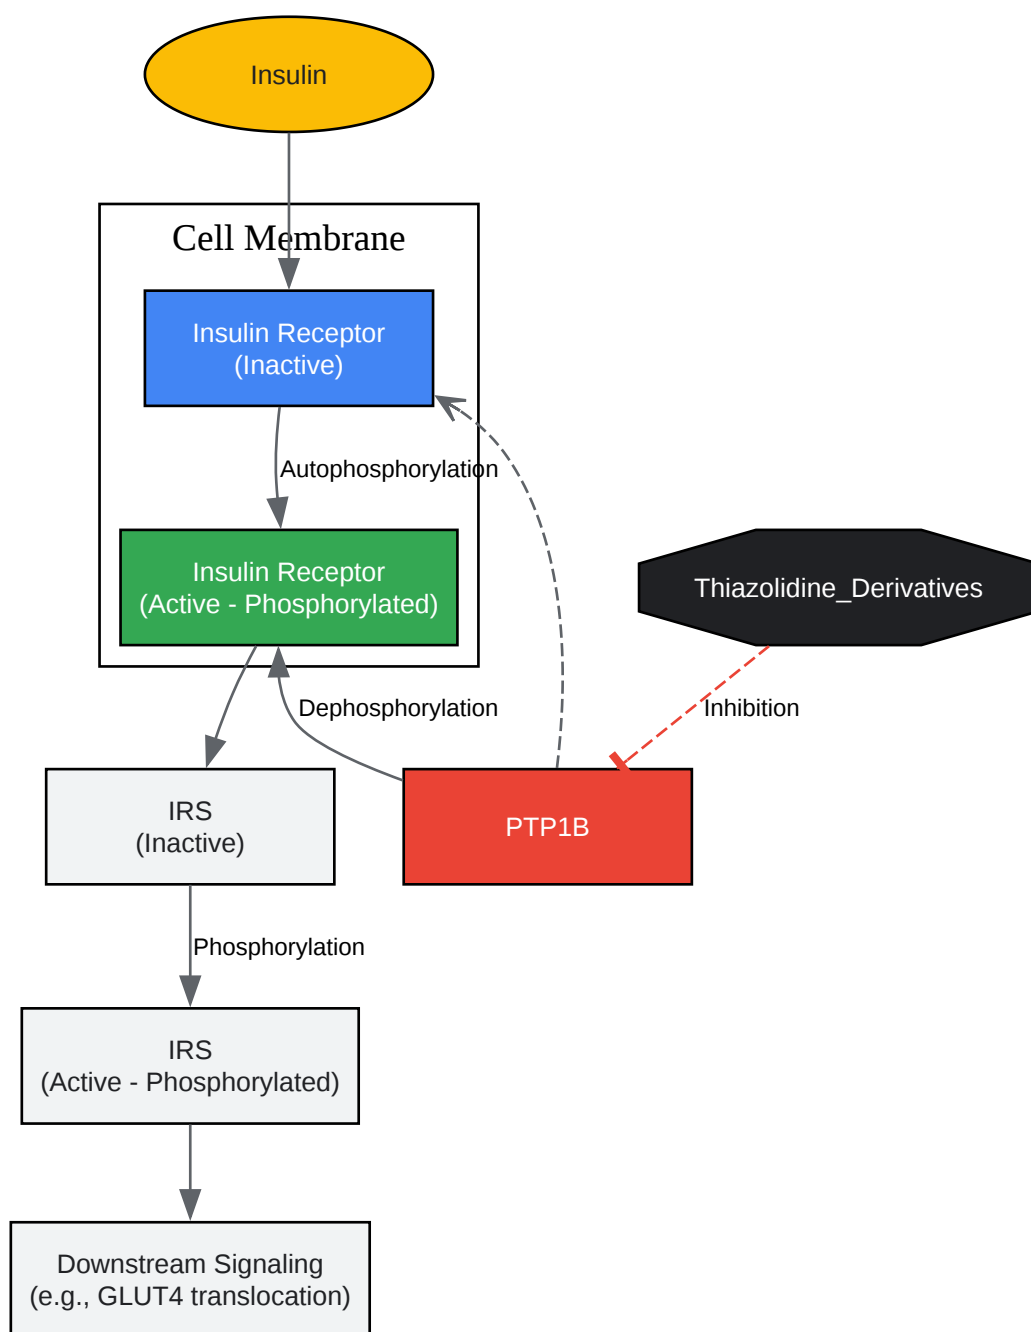 Insulin
Cell Membrane
Insulin Receptor
(Inactive)
Autophosphorylation
Insulin Receptor
(Active - Phosphorylated)
Thiazolidine_Derivatives
Dephosphorylation
Inhibition
IRS
(Inactive)
PTP1B
Phosphorylation
IRS
(Active - Phosphorylated)
Downstream Signaling
(e.g., GLUT4 translocation)